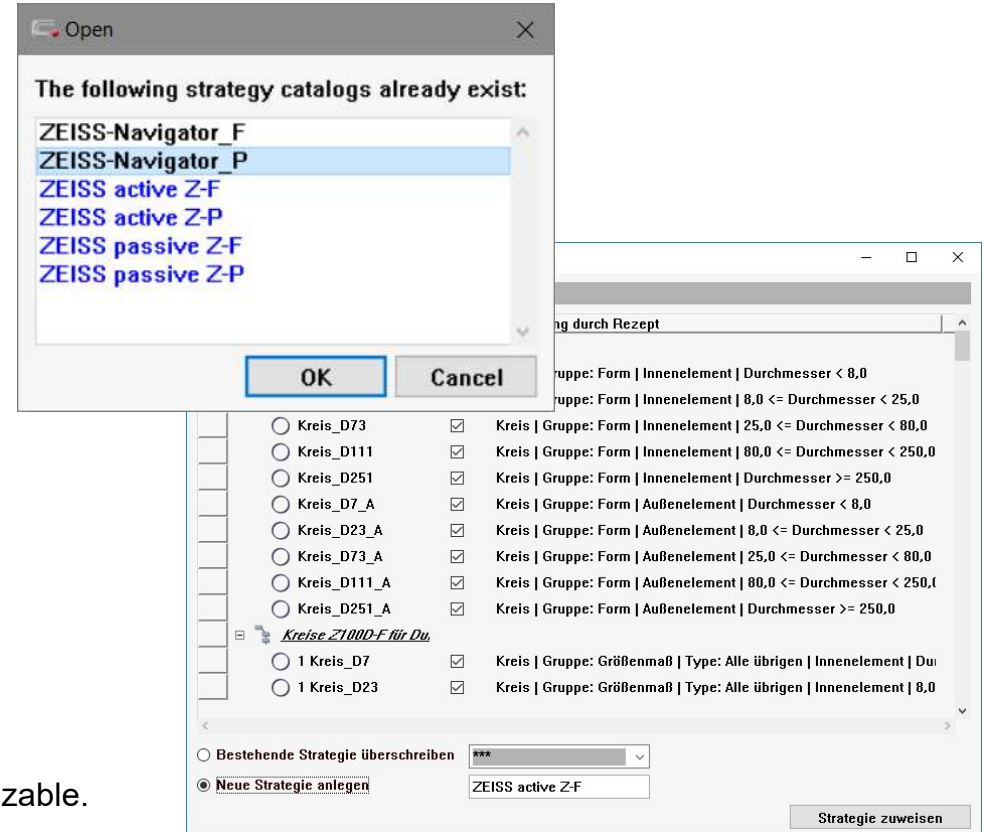 Open
The following strategy catalogs already exist:
ZEISS-Navigator_F
ZEISS-Navigator_P
ZEISS active Z-F
ZEISS active Z-P
ZEISS passive Z-F
ZEISS passive Z-P
OK Cancel
durch Rezept
Form | Innenelement | Durchmesser < 8,0
Form | Innenelement | 8,0 <= Durchmesser < 25,0
Kreis_D73 Kreis | Gruppe: Form | Innenelement | 25,0 <= Durchmesser < 80,0
Kreis_D111 Kreis | Gruppe: Form | Innenelement | 80,0 <= Durchmesser < 250,0
Kreis_D251 Kreis | Gruppe: Form | Innenelement | Durchmesser >= 250,0
Kreis_D7_A Kreis | Gruppe: Form | Außenelement | Durchmesser < 8,0
Kreis_D23_A Kreis | Gruppe: Form | Außenelement | 8,0 <= Durchmesser < 25,0
Kreis_D73_A Kreis | Gruppe: Form | Außenelement | 25,0 <= Durchmesser < 80,0
Kreis_D111_A Kreis | Gruppe: Form | Außenelement | 80,0 <= Durchmesser < 250,
Kreis_D251_A Kreis | Gruppe: Form | Außenelement | Durchmesser >= 250,0
Kreise Z100D-F für Du
1 Kreis_D7 Kreis | Gruppe: Größenmaß | Type: Alle übrigen | Innenelement | Du
1 Kreis_D23 Kreis | Gruppe: Größenmaß | Type: Alle übrigen | Innenelement | 8,0
Bestehende Strategie überschreiben ***
Neue Strategie anlegen ZEISS active Z-F
zable.
Strategie zuweisen